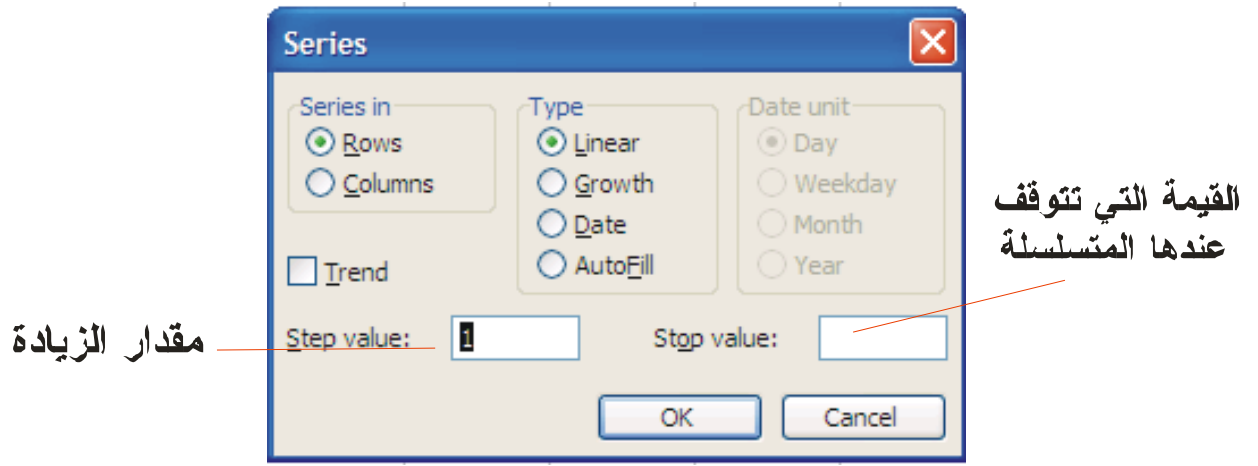 Series
Series in
Rows
Columns
Trend
Type
Linear
Growth
Date
AutoFill
Date unit
Day
Weekday
Month
Year
Step value: 1
Stop value:
OK Cancel
القيمة التي تتوقف
عندها المتسلسلة
مقدار الزيادة